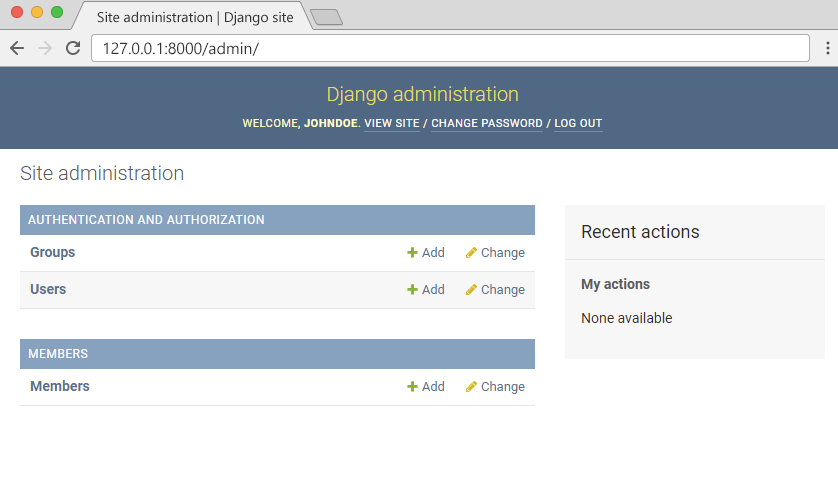 Site administration | Django site
127.0.0.1:8000/admin/
Django administration
WELCOME, JOHNDOE. VIEW SITE / CHANGE PASSWORD / LOG OUT
Site administration
AUTHENTICATION AND AUTHORIZATION
Groups Add Change
Users Add Change
MEMBERS
Members Add Change
Recent actions
My actions
None available